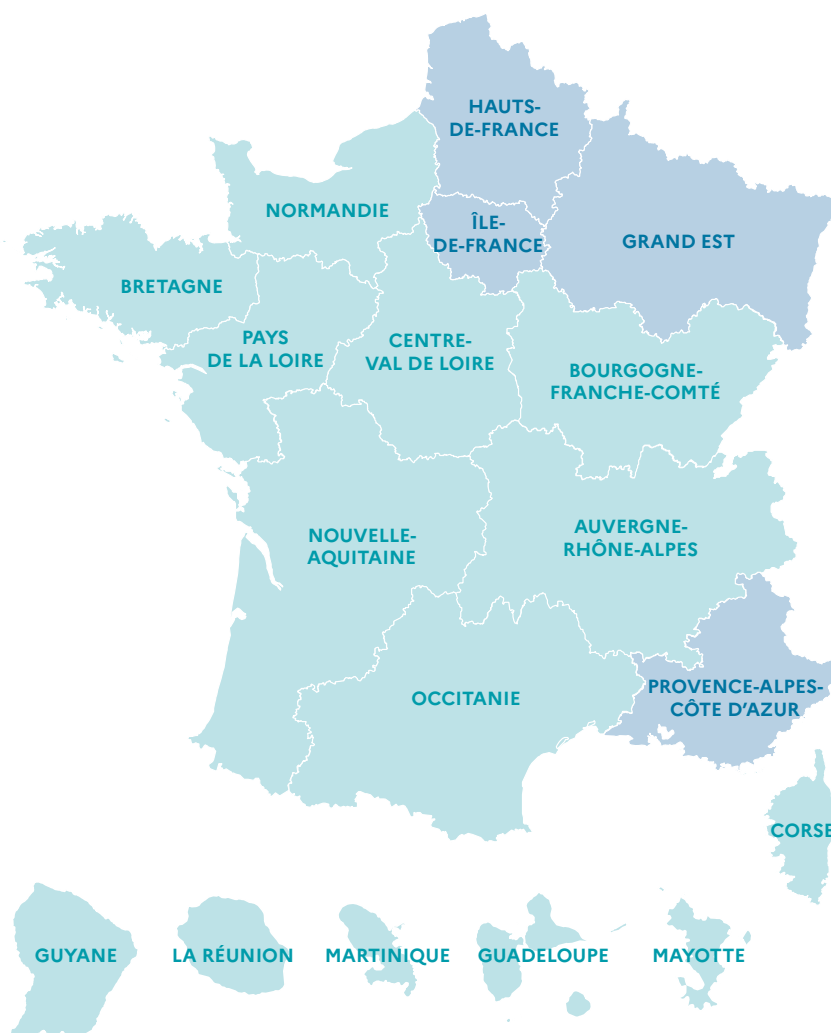 HAUTS-
DE-FRANCE
NORMANDIE
ÎLE-
DE-FRANCE
GRAND EST
BRETAGNE
PAYS
DE LA LOIRE
CENTRE-
VAL DE LOIRE
BOURGOGNE-
FRANCHE-COMTÉ
NOUVELLE-
AQUITAINE
AUVERGNE-
RHÔNE-ALPES
OCCITANIE
PROVENCE-ALPES-
CÔTE D'AZUR
CORSE
GUYANE
LA RÉUNION
MARTINIQUE
GUADELOUPE
MAYOTTE